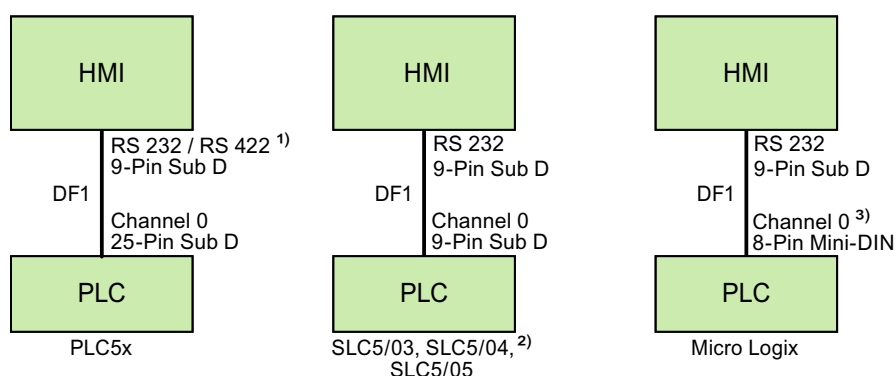 HMI
RS 232 / RS 422 ¹⁾
9-Pin Sub D
DF1
Channel 0
25-Pin Sub D
PLC
PLC5x
HMI
RS 232
9-Pin Sub D
DF1
Channel 0
9-Pin Sub D
PLC
SLC5/03, SLC5/04, ²⁾
SLC5/05
HMI
RS 232
9-Pin Sub D
DF1
Channel 0 ³⁾
8-Pin Mini-DIN
PLC
Micro Logix